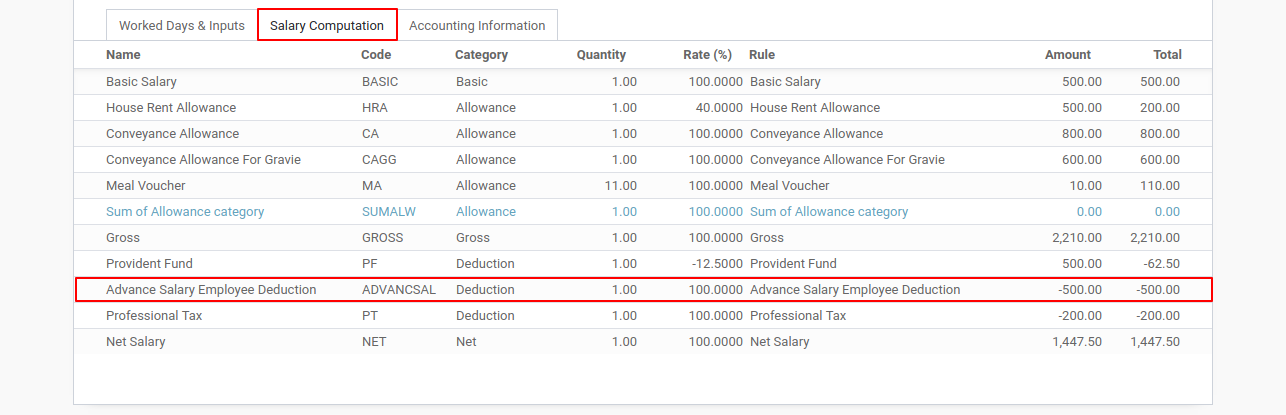 Worked Days & Inputs Salary Computation Accounting Information
Name Code Category Quantity Rate (%) Rule Amount Total
Basic Salary BASIC Basic 1.00 100.0000 Basic Salary 500.00 500.00
House Rent Allowance HRA Allowance 1.00 40.0000 House Rent Allowance 500.00 200.00
Conveyance Allowance CA Allowance 1.00 100.0000 Conveyance Allowance 800.00 800.00
Conveyance Allowance For Gravie CAGG Allowance 1.00 100.0000 Conveyance Allowance For Gravie 600.00 600.00
Meal Voucher MA Allowance 11.00 100.0000 Meal Voucher 10.00 110.00
Sum of Allowance category SUMALW Allowance 1.00 100.0000 Sum of Allowance category 0.00 0.00
Gross GROSS Gross 1.00 100.0000 Gross 2,210.00 2,210.00
Provident Fund PF Deduction 1.00 -12.5000 Provident Fund 500.00 -62.50
Advance Salary Employee Deduction ADVANCSAL Deduction 1.00 100.0000 Advance Salary Employee Deduction -500.00 -500.00
Professional Tax PT Deduction 1.00 100.0000 Professional Tax -200.00 -200.00
Net Salary NET Net 1.00 100.0000 Net Salary 1,447.50 1,447.50